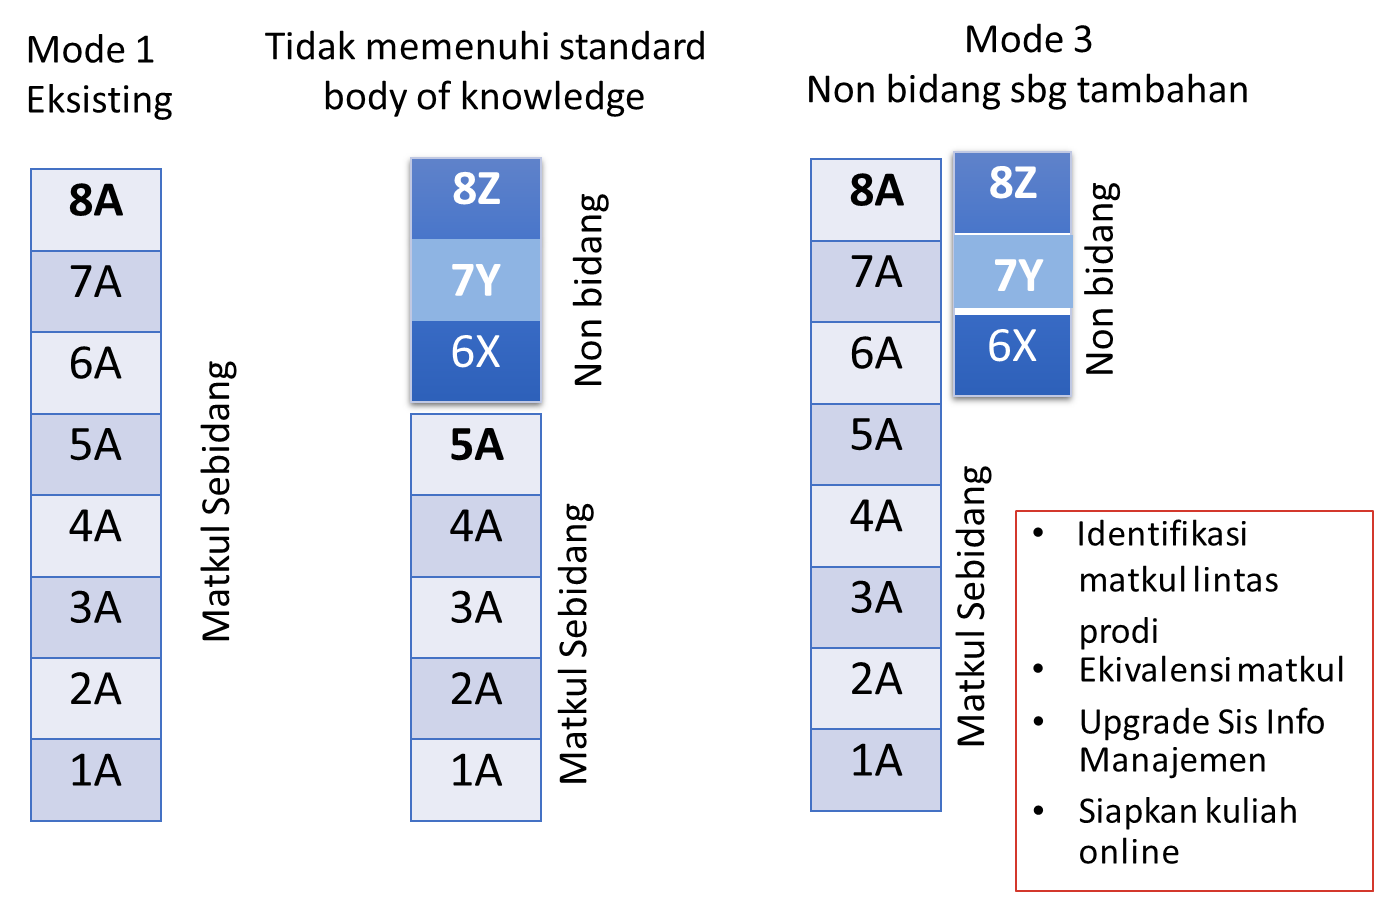 Mode 1
Eksisting
8A
7A
6A
5A
4A
3A
2A
1A
Matkul Sebidang
Tidak memenuhi standard
body of knowledge
8Z
7Y
6X
Non bidang
5A
4A
3A
2A
1A
Matkul Sebidang
Mode 3
Non bidang sbg tambahan
8A
7A
6A
5A
4A
3A
2A
1A
Matkul Sebidang
8Z
7Y
6X
Non bidang
• Identifikasi
matkul lintas
prodi
• Ekivalensi matkul
• Upgrade Sis Info
Manajemen
• Siapkan kuliah
online